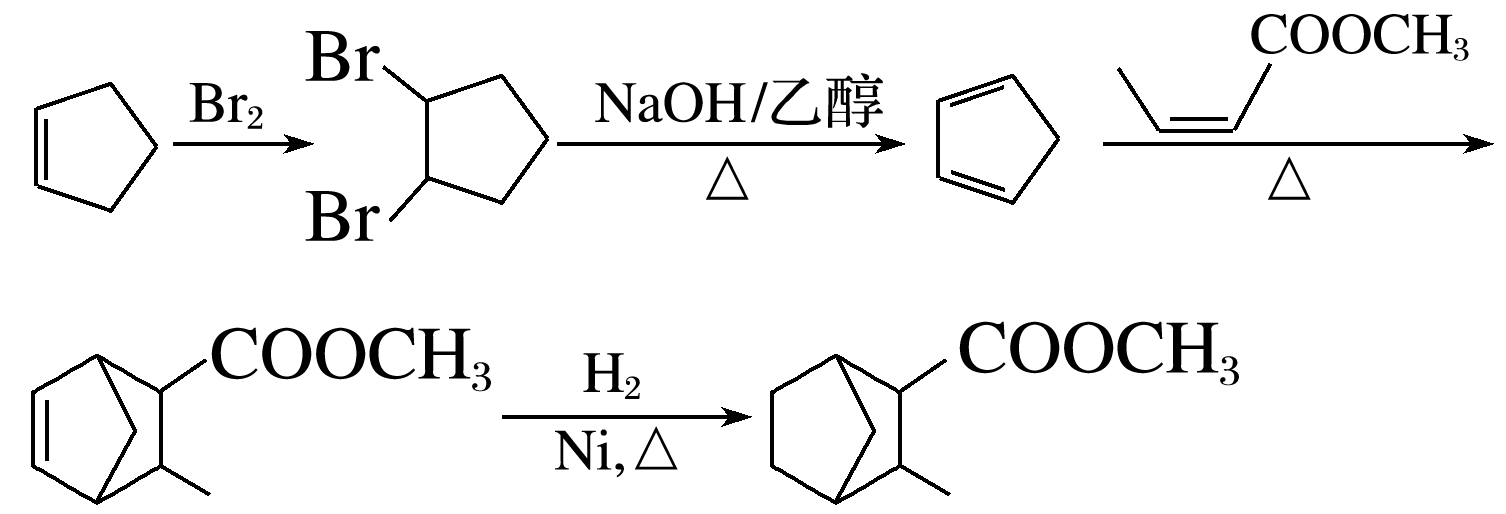 COOCH₃
Br
Br₂
NaOH/乙醇
△
△
Br
COOCH₃
H₂
Ni,△
COOCH₃